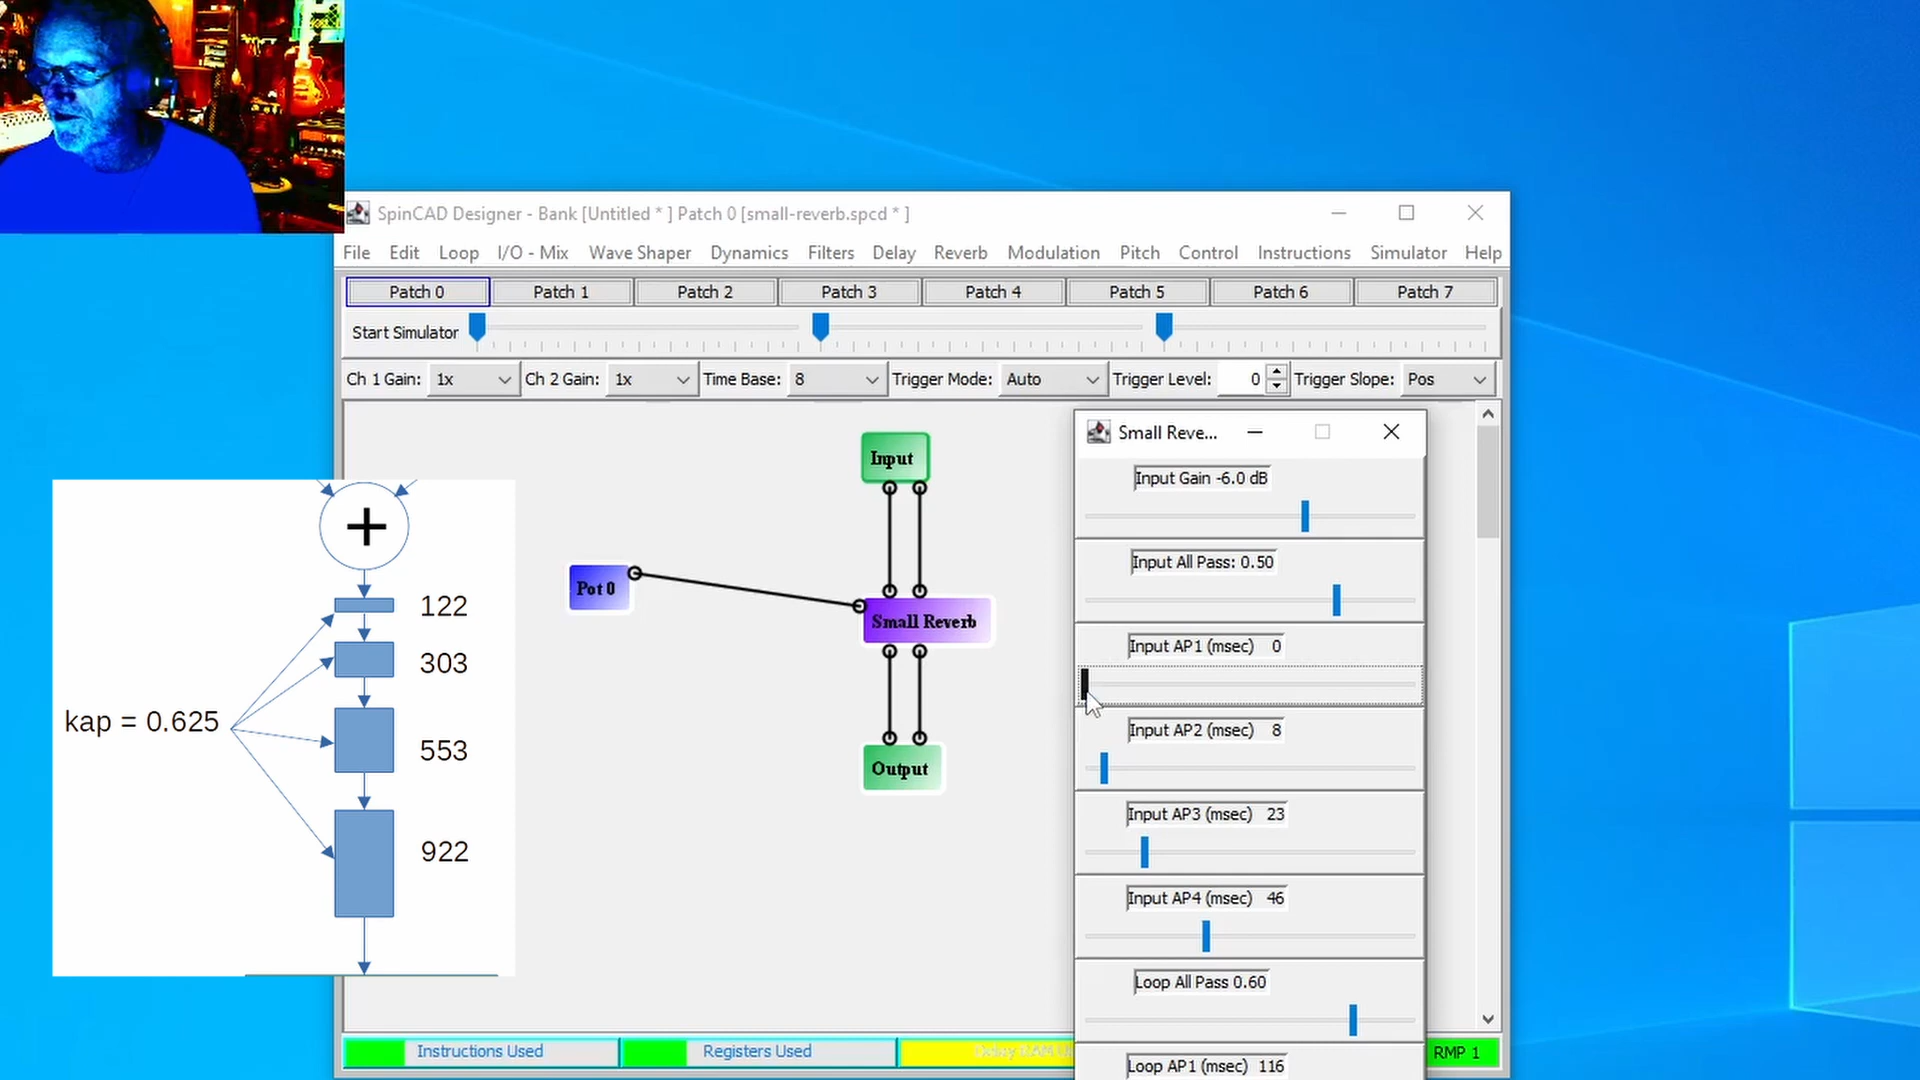 SpinCAD Designer - Bank [Untitled * ] Patch 0 [small-reverb.spcd * ]
File Edit Loop I/O - Mix Wave Shaper Dynamics Filters Delay Reverb Modulation Pitch Control Instructions Simulator Help
Patch 0 Patch 1 Patch 2 Patch 3 Patch 4 Patch 5 Patch 6 Patch 7
Start Simulator
Ch 1 Gain: 1x Ch 2 Gain: 1x Time Base: 8 Trigger Mode: Auto Trigger Level: 0 Trigger Slope: Pos
Input
Pot 0
Small Reverb
Output
+
122
303
kap = 0.625
553
922
Small Reve...
Input Gain -6.0 dB
Input All Pass: 0.50
Input AP1 (msec) 0
Input AP2 (msec) 8
Input AP3 (msec) 23
Input AP4 (msec) 46
Loop All Pass 0.60
Loop AP1 (msec) 116
Instructions Used Registers Used Delay RAM RMP 1